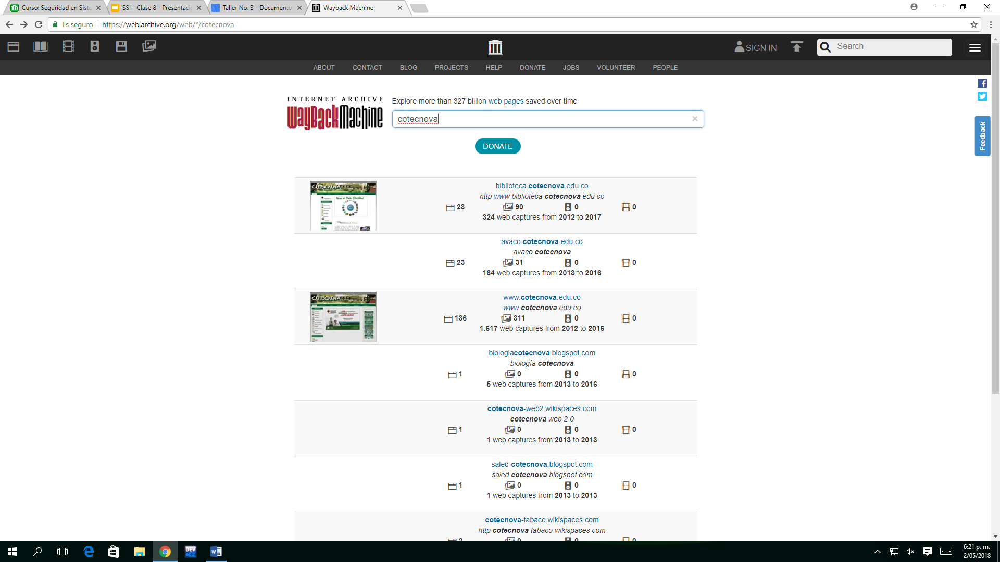 Curso: Seguridad en Siste
SSI - Clase 8 - Presentaci
Taller No. 3 - Documento
Wayback Machine
Es seguro
https://web.archive.org/web/*/cotecnova
SIGN IN
Search
ABOUT CONTACT BLOG PROJECTS HELP DONATE JOBS VOLUNTEER PEOPLE
INTERNET ARCHIVE
WayBackMachine
Explore more than 327 billion web pages saved over time
cotecnova
DONATE
Feedback
COTECNOVA
biblioteca.cotecnova.edu.co
http www biblioteca cotecnova edu co
23 90 0 0
324 web captures from 2012 to 2017
avaco.cotecnova.edu.co
avaco cotecnova
23 31 0 0
164 web captures from 2013 to 2016
COTECNOVA
www.cotecnova.edu.co
www cotecnova edu co
136 311 0 0
1.617 web captures from 2012 to 2016
biologiacotecnova.blogspot.com
biología cotecnova
1 0 0 0
5 web captures from 2013 to 2016
cotecnova-web2.wikispaces.com
cotecnova web 2 0
1 0 0 0
1 web captures from 2013 to 2013
saled-cotecnova.blogspot.com
saled cotecnova blogspot com
1 0 0 0
1 web captures from 2013 to 2013
cotecnova-tabaco.wikispaces.com
http cotecnova tabaco wikispaces com
2 0 0 0
DEV C++
6:21 p. m.
2/05/2018